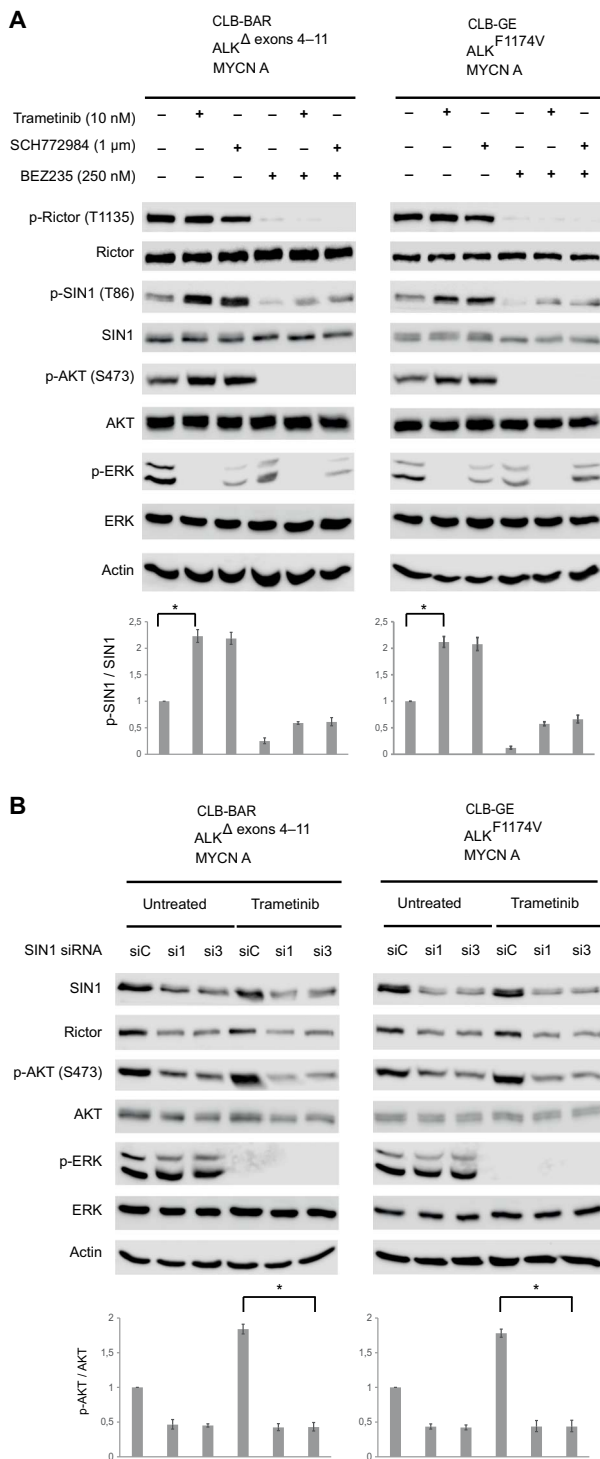 A
CLB-BAR
ALK Δ exons 4–11
MYCN A
CLB-GE
ALK F1174V
MYCN A
Trametinib (10 nM) – + – – + – – + – – + –
SCH772984 (1 µm) – – + – – + – – + – – +
BEZ235 (250 nM) – – – + + + – – – + + +
p-Rictor (T1135)
Rictor
p-SIN1 (T86)
SIN1
p-AKT (S473)
AKT
p-ERK
ERK
Actin
p-SIN1 / SIN1
2,5
2
1,5
1
0,5
0
*
2,5
2
1,5
1
0,5
0
*
B
CLB-BAR
ALK Δ exons 4–11
MYCN A
CLB-GE
ALK F1174V
MYCN A
Untreated Trametinib Untreated Trametinib
SIN1 siRNA siC si1 si3 siC si1 si3 siC si1 si3 siC si1 si3
SIN1
Rictor
p-AKT (S473)
AKT
p-ERK
ERK
Actin
p-AKT / AKT
2
1,5
1
0,5
0
*
2
1,5
1
0,5
0
*